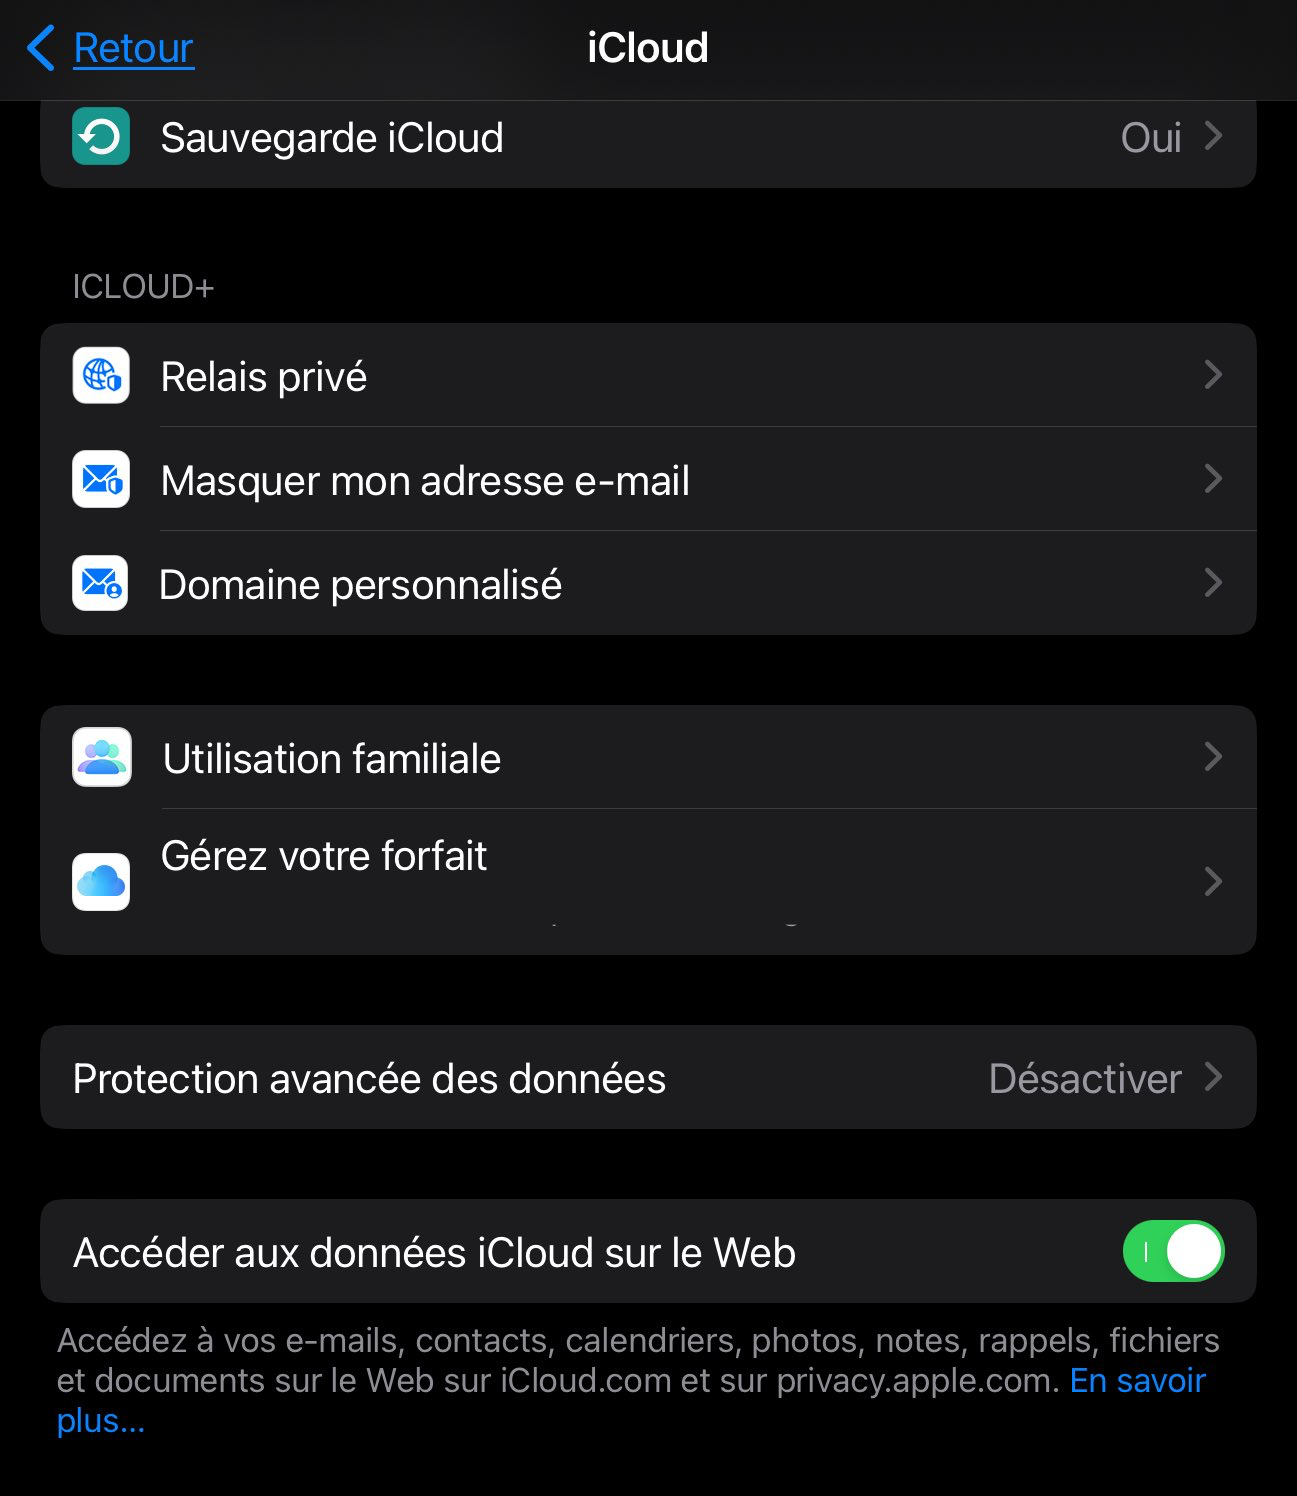 Retour
iCloud
Sauvegarde iCloud
Oui
ICLOUD+
Relais privé
Masquer mon adresse e-mail
Domaine personnalisé
Utilisation familiale
Gérez votre forfait
Protection avancée des données
Désactiver
Accéder aux données iCloud sur le Web
Accédez à vos e-mails, contacts, calendriers, photos, notes, rappels, fichiers
et documents sur le Web sur iCloud.com et sur privacy.apple.com. En savoir
plus...